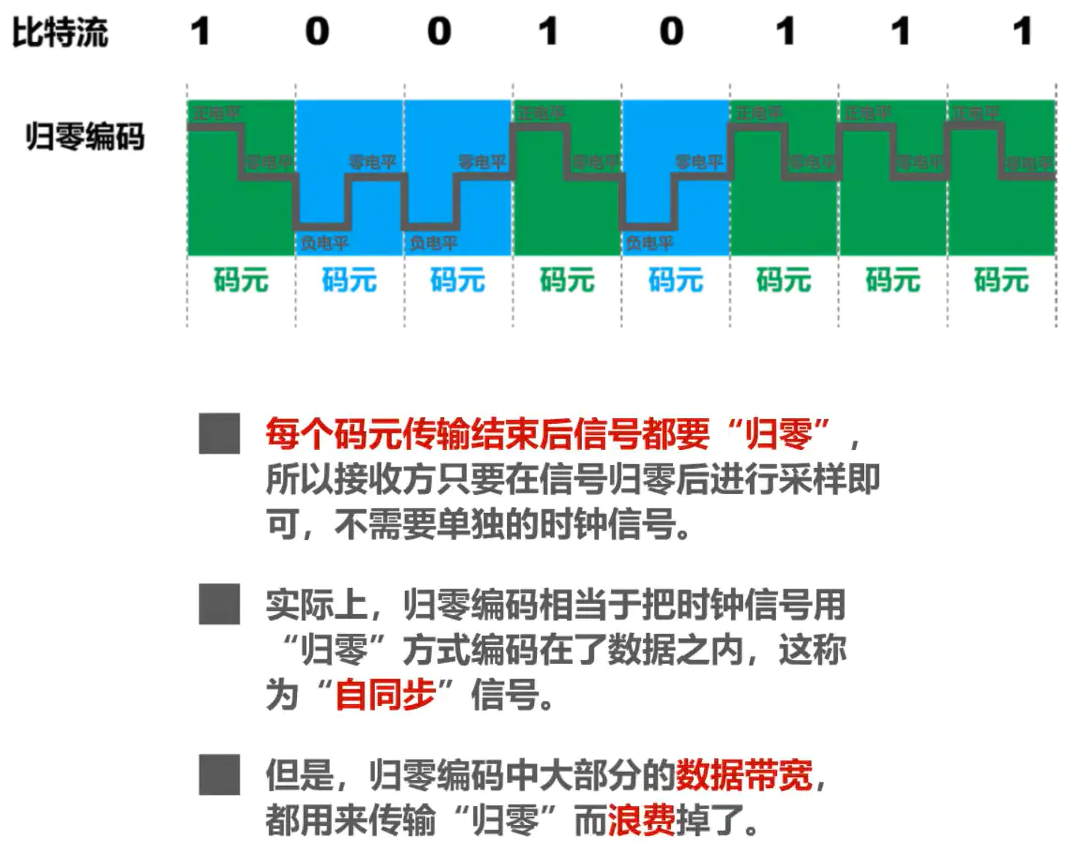 比特流 1 0 0 1 0 1 1 1
归零编码
正电平 正电平 正电平 正电平 正电平
零电平 零电平 零电平 零电平 零电平 零电平 零电平 零电平
负电平 负电平 负电平
码元 码元 码元 码元 码元 码元 码元 码元
每个码元传输结束后信号都要“归零”,
所以接收方只要在信号归零后进行采样即
可，不需要单独的时钟信号。
实际上，归零编码相当于把时钟信号用
“归零”方式编码在了数据之内，这称
为“自同步”信号。
但是，归零编码中大部分的数据带宽，
都用来传输“归零”而浪费掉了。